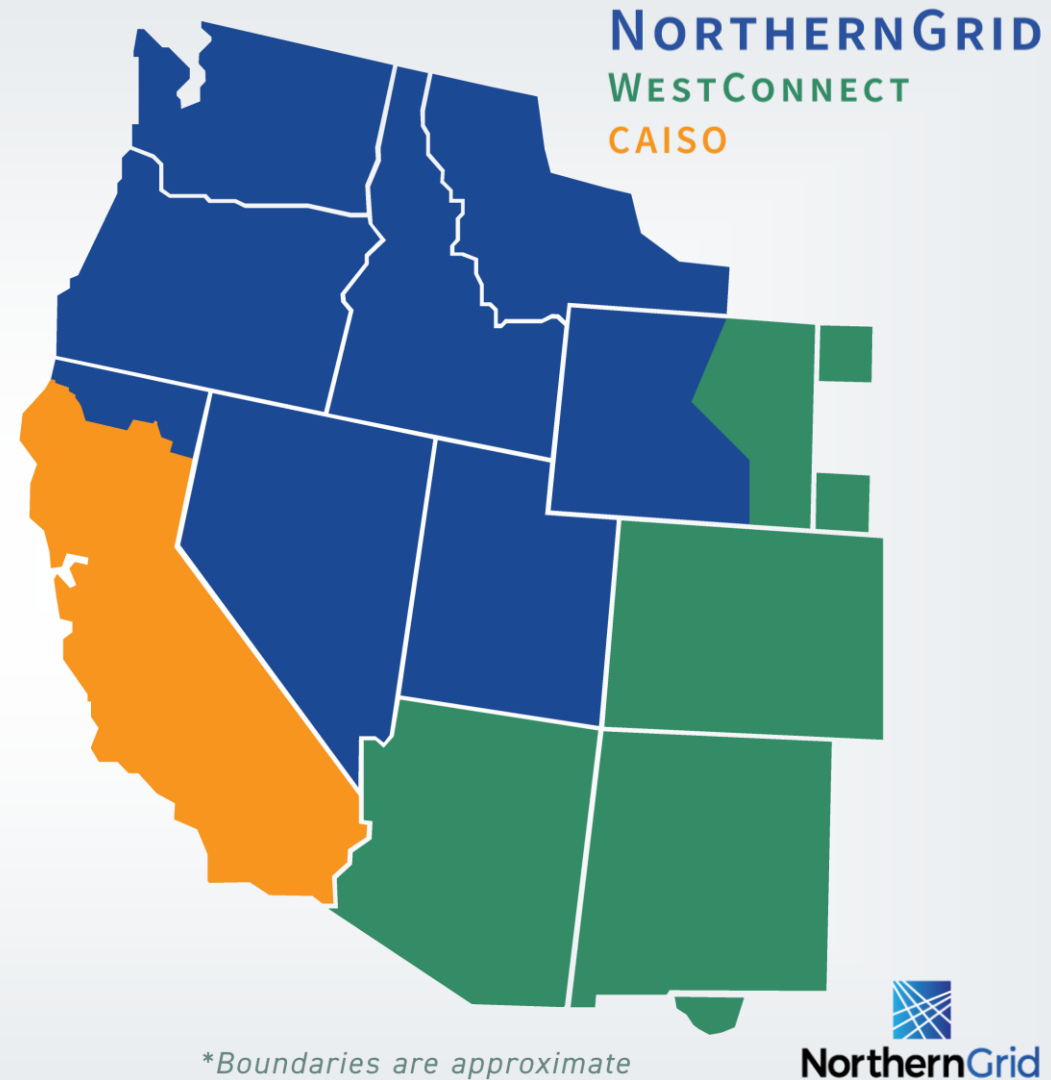 NORTHERNGRID
WESTCONNECT
CAISO
*Boundaries are approximate
NorthernGrid